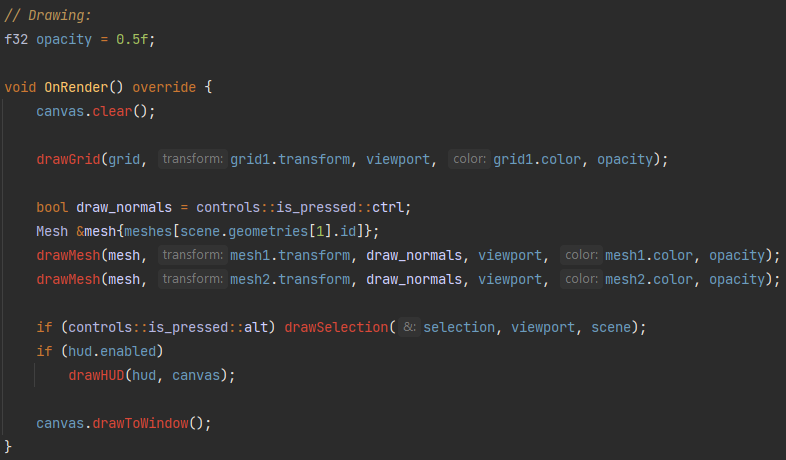 // Drawing:
f32 opacity = 0.5f;

void OnRender() override {
    canvas.clear();

    drawGrid(grid, transform: grid1.transform, viewport, color: grid1.color, opacity);

    bool draw_normals = controls::is_pressed::ctrl;
    Mesh &mesh{meshes[scene.geometries[1].id]};
    drawMesh(mesh, transform: mesh1.transform, draw_normals, viewport, color: mesh1.color, opacity);
    drawMesh(mesh, transform: mesh2.transform, draw_normals, viewport, color: mesh2.color, opacity);

    if (controls::is_pressed::alt) drawSelection( &: selection, viewport, scene);
    if (hud.enabled)
        drawHUD(hud, canvas);

    canvas.drawToWindow();
}